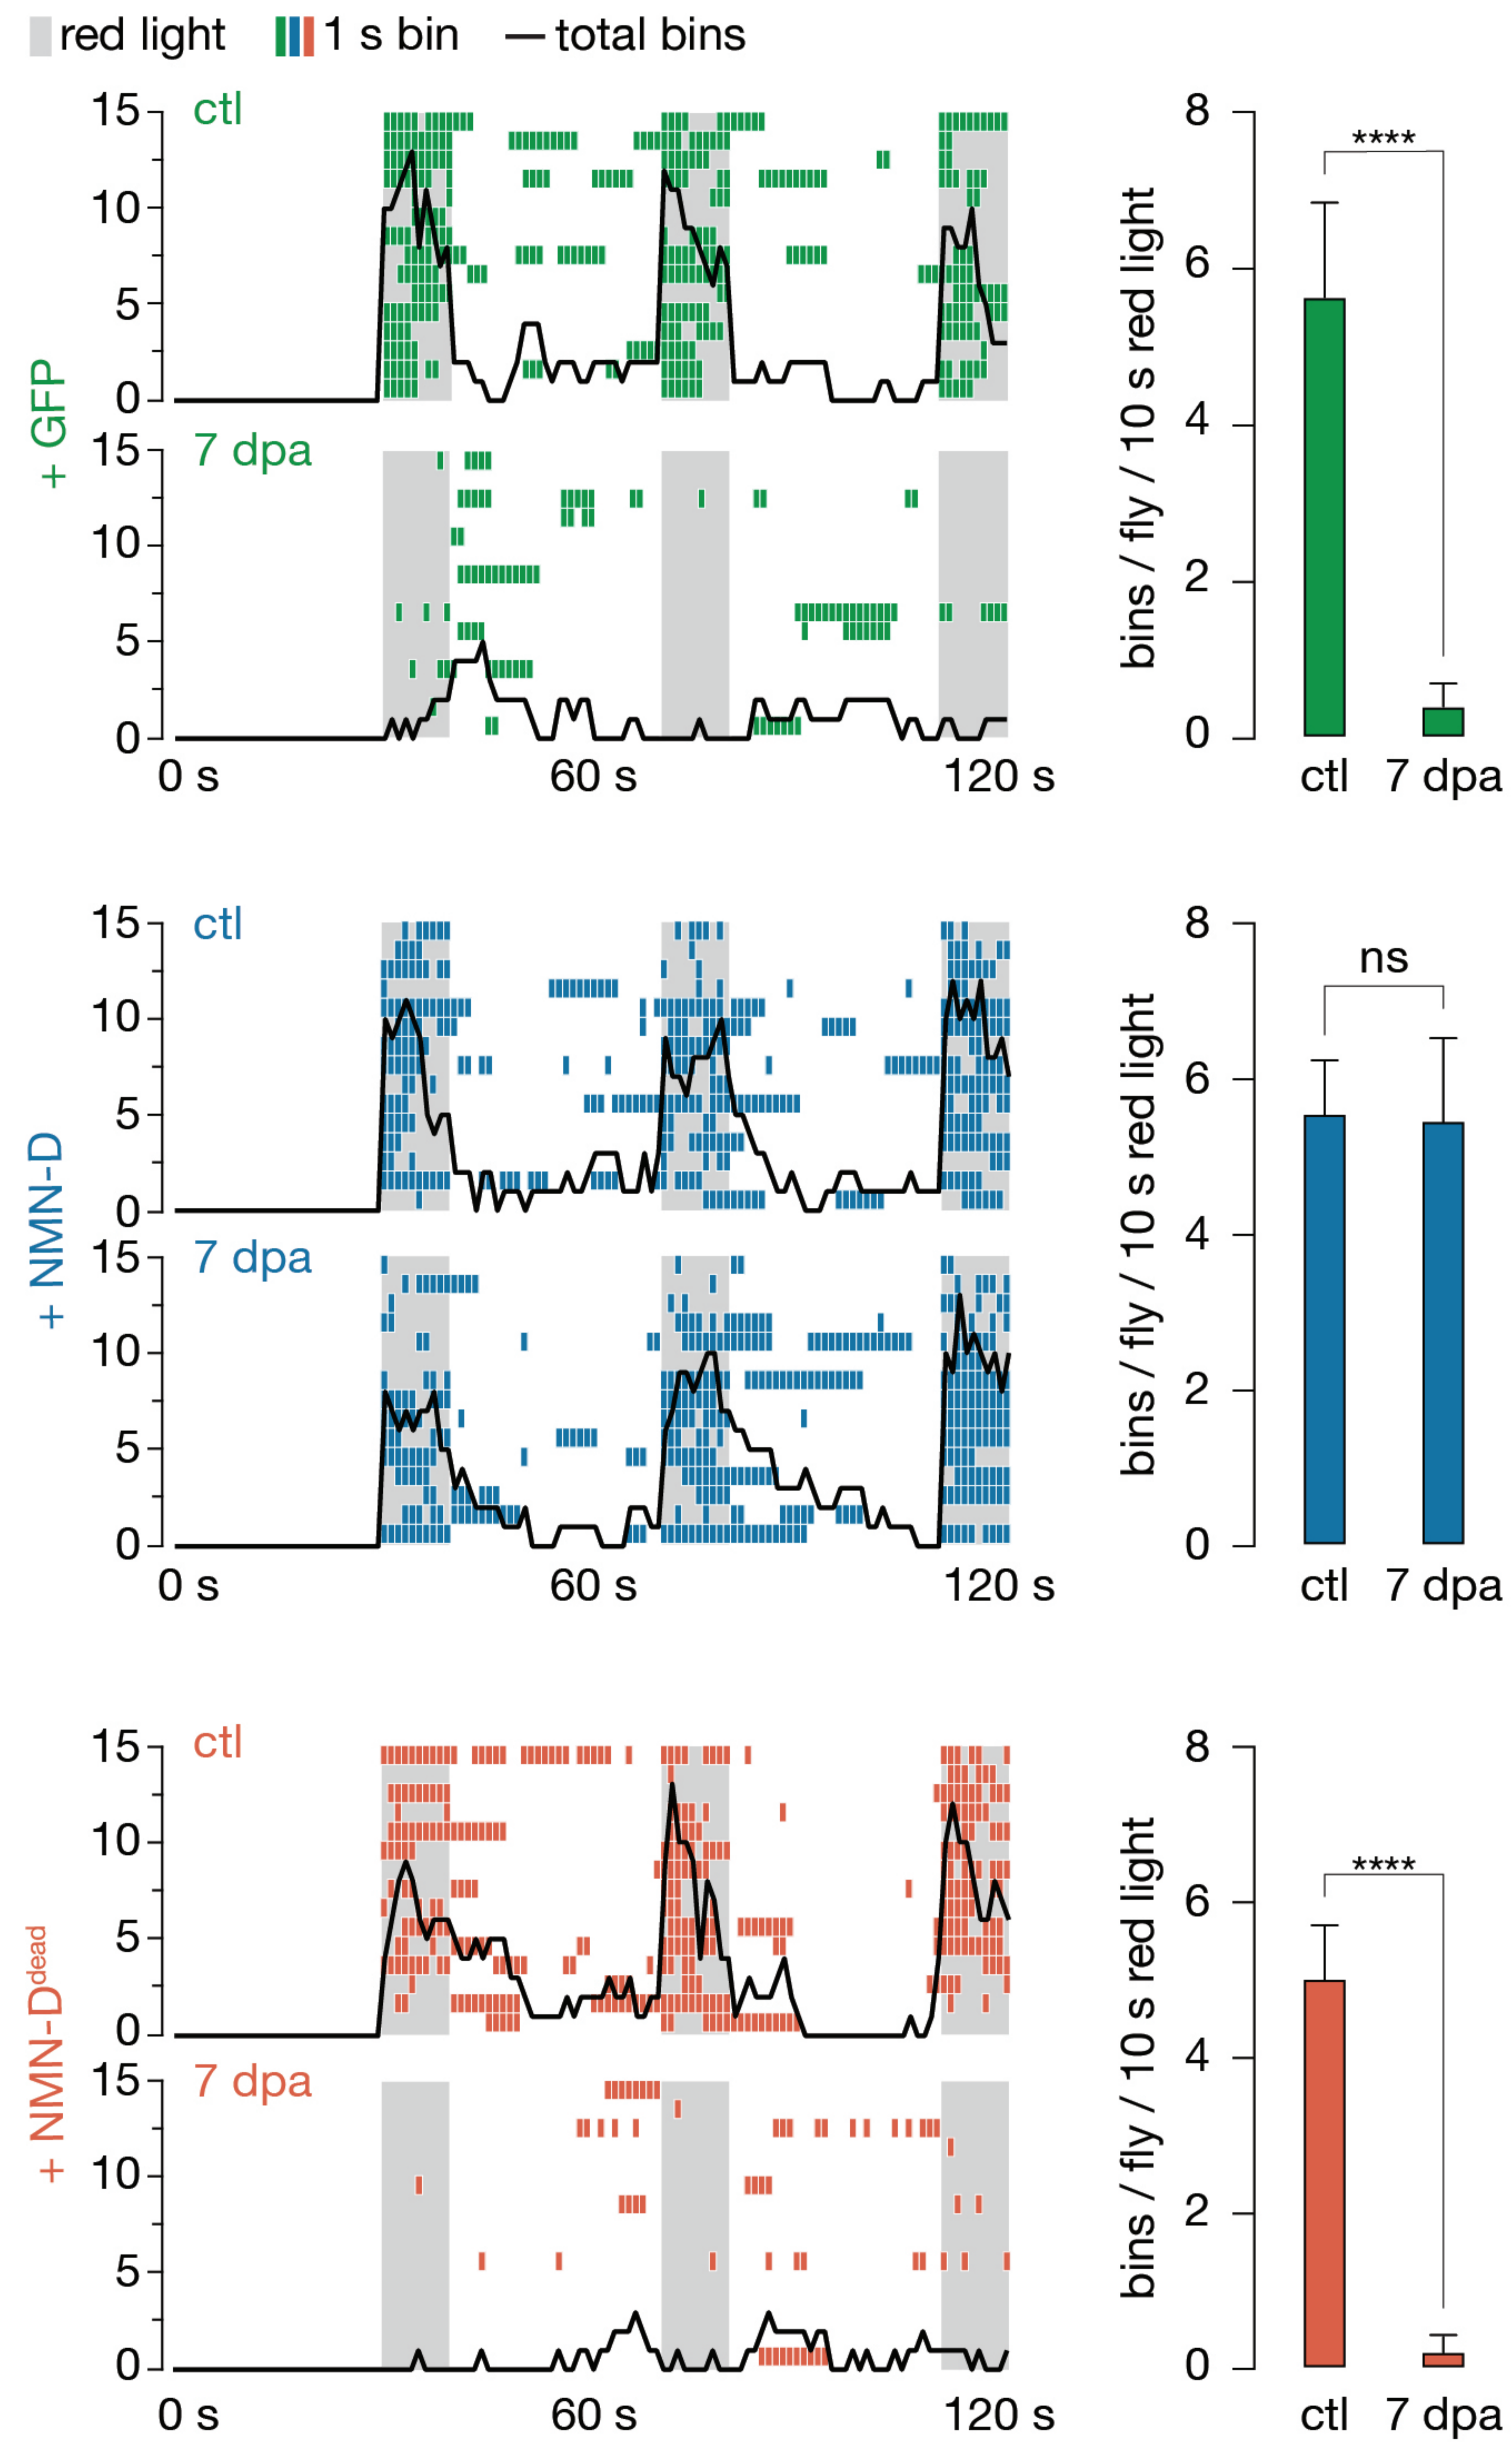 red light 1 s bin total bins
+ GFP
15 ctl
10
5
0
15 7 dpa
10
5
0
0 s 60 s 120 s
bins / fly / 10 s red light
8
6
4
2
0
****
ctl 7 dpa
+ NMN-D
15 ctl
10
5
0
15 7 dpa
10
5
0
0 s 60 s 120 s
bins / fly / 10 s red light
8
6
4
2
0
ns
ctl 7 dpa
+ NMN-Ddead
15 ctl
10
5
0
15 7 dpa
10
5
0
0 s 60 s 120 s
bins / fly / 10 s red light
8
6
4
2
0
****
ctl 7 dpa